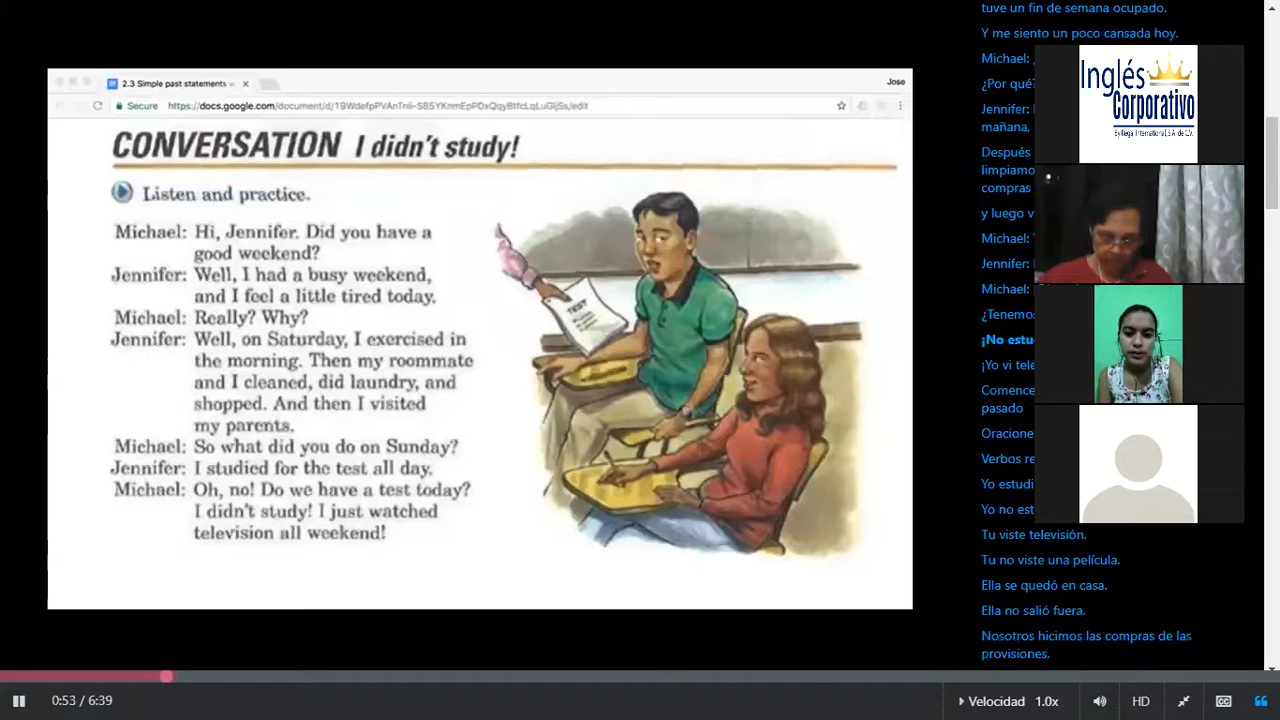 2.3 Simple past statements
Jose
Secure
https://docs.google.com/document/d/
/edit
CONVERSATION I didn't study!
Listen and practice.
Michael: Hi, Jennifer. Did you have a
good weekend?
Jennifer: Well, I had a busy weekend,
and I feel a little tired today.
Michael: Really? Why?
Jennifer: Well, on Saturday, I exercised in
the morning. Then my roommate
and I cleaned, did laundry, and
shopped. And then I visited
my parents.
Michael: So what did you do on Sunday?
Jennifer: I studied for the test all day.
Michael: Oh, no! Do we have a test today?
I didn't study! I just watched
television all weekend!
TEST
tuve un fin de semana ocupado.
Y me siento un poco cansada hoy.
Michael:
¿Por qué?
Jennifer:
mañana,
Después
limpiamo
compras
y luego v
Michael:
Jennifer:
Michael:
¿Tenemos
¡No estu
¡Yo vi tele
Comence
pasado
Oracione
Verbos re
Yo estudi
Yo no est
Tu viste televisión.
Tu no viste una película.
Ella se quedó en casa.
Ella no salió fuera.
Nosotros hicimos las compras de las
provisiones.
Inglés
Corporativo
0:53 / 6:39
Velocidad 1.0x
HD
CC